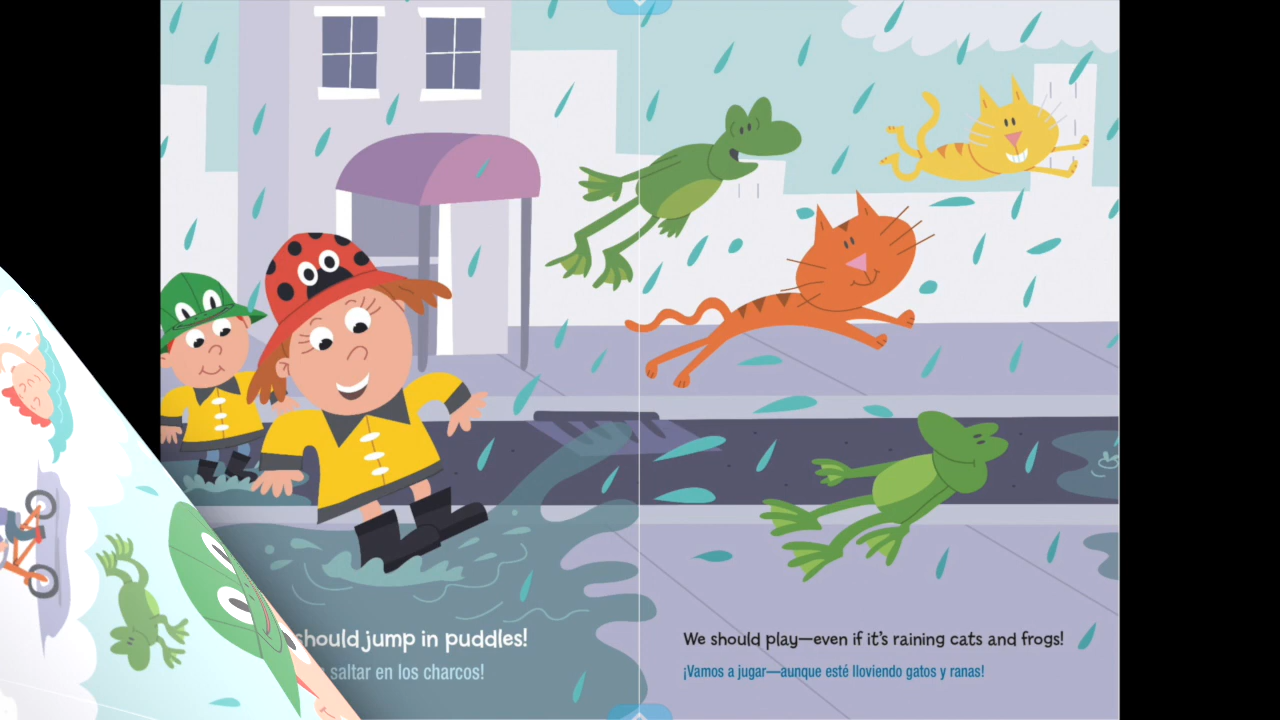 should jump in puddles!
saltar en los charcos!
We should play—even if it's raining cats and frogs!
¡Vamos a jugar—aunque esté lloviendo gatos y ranas!